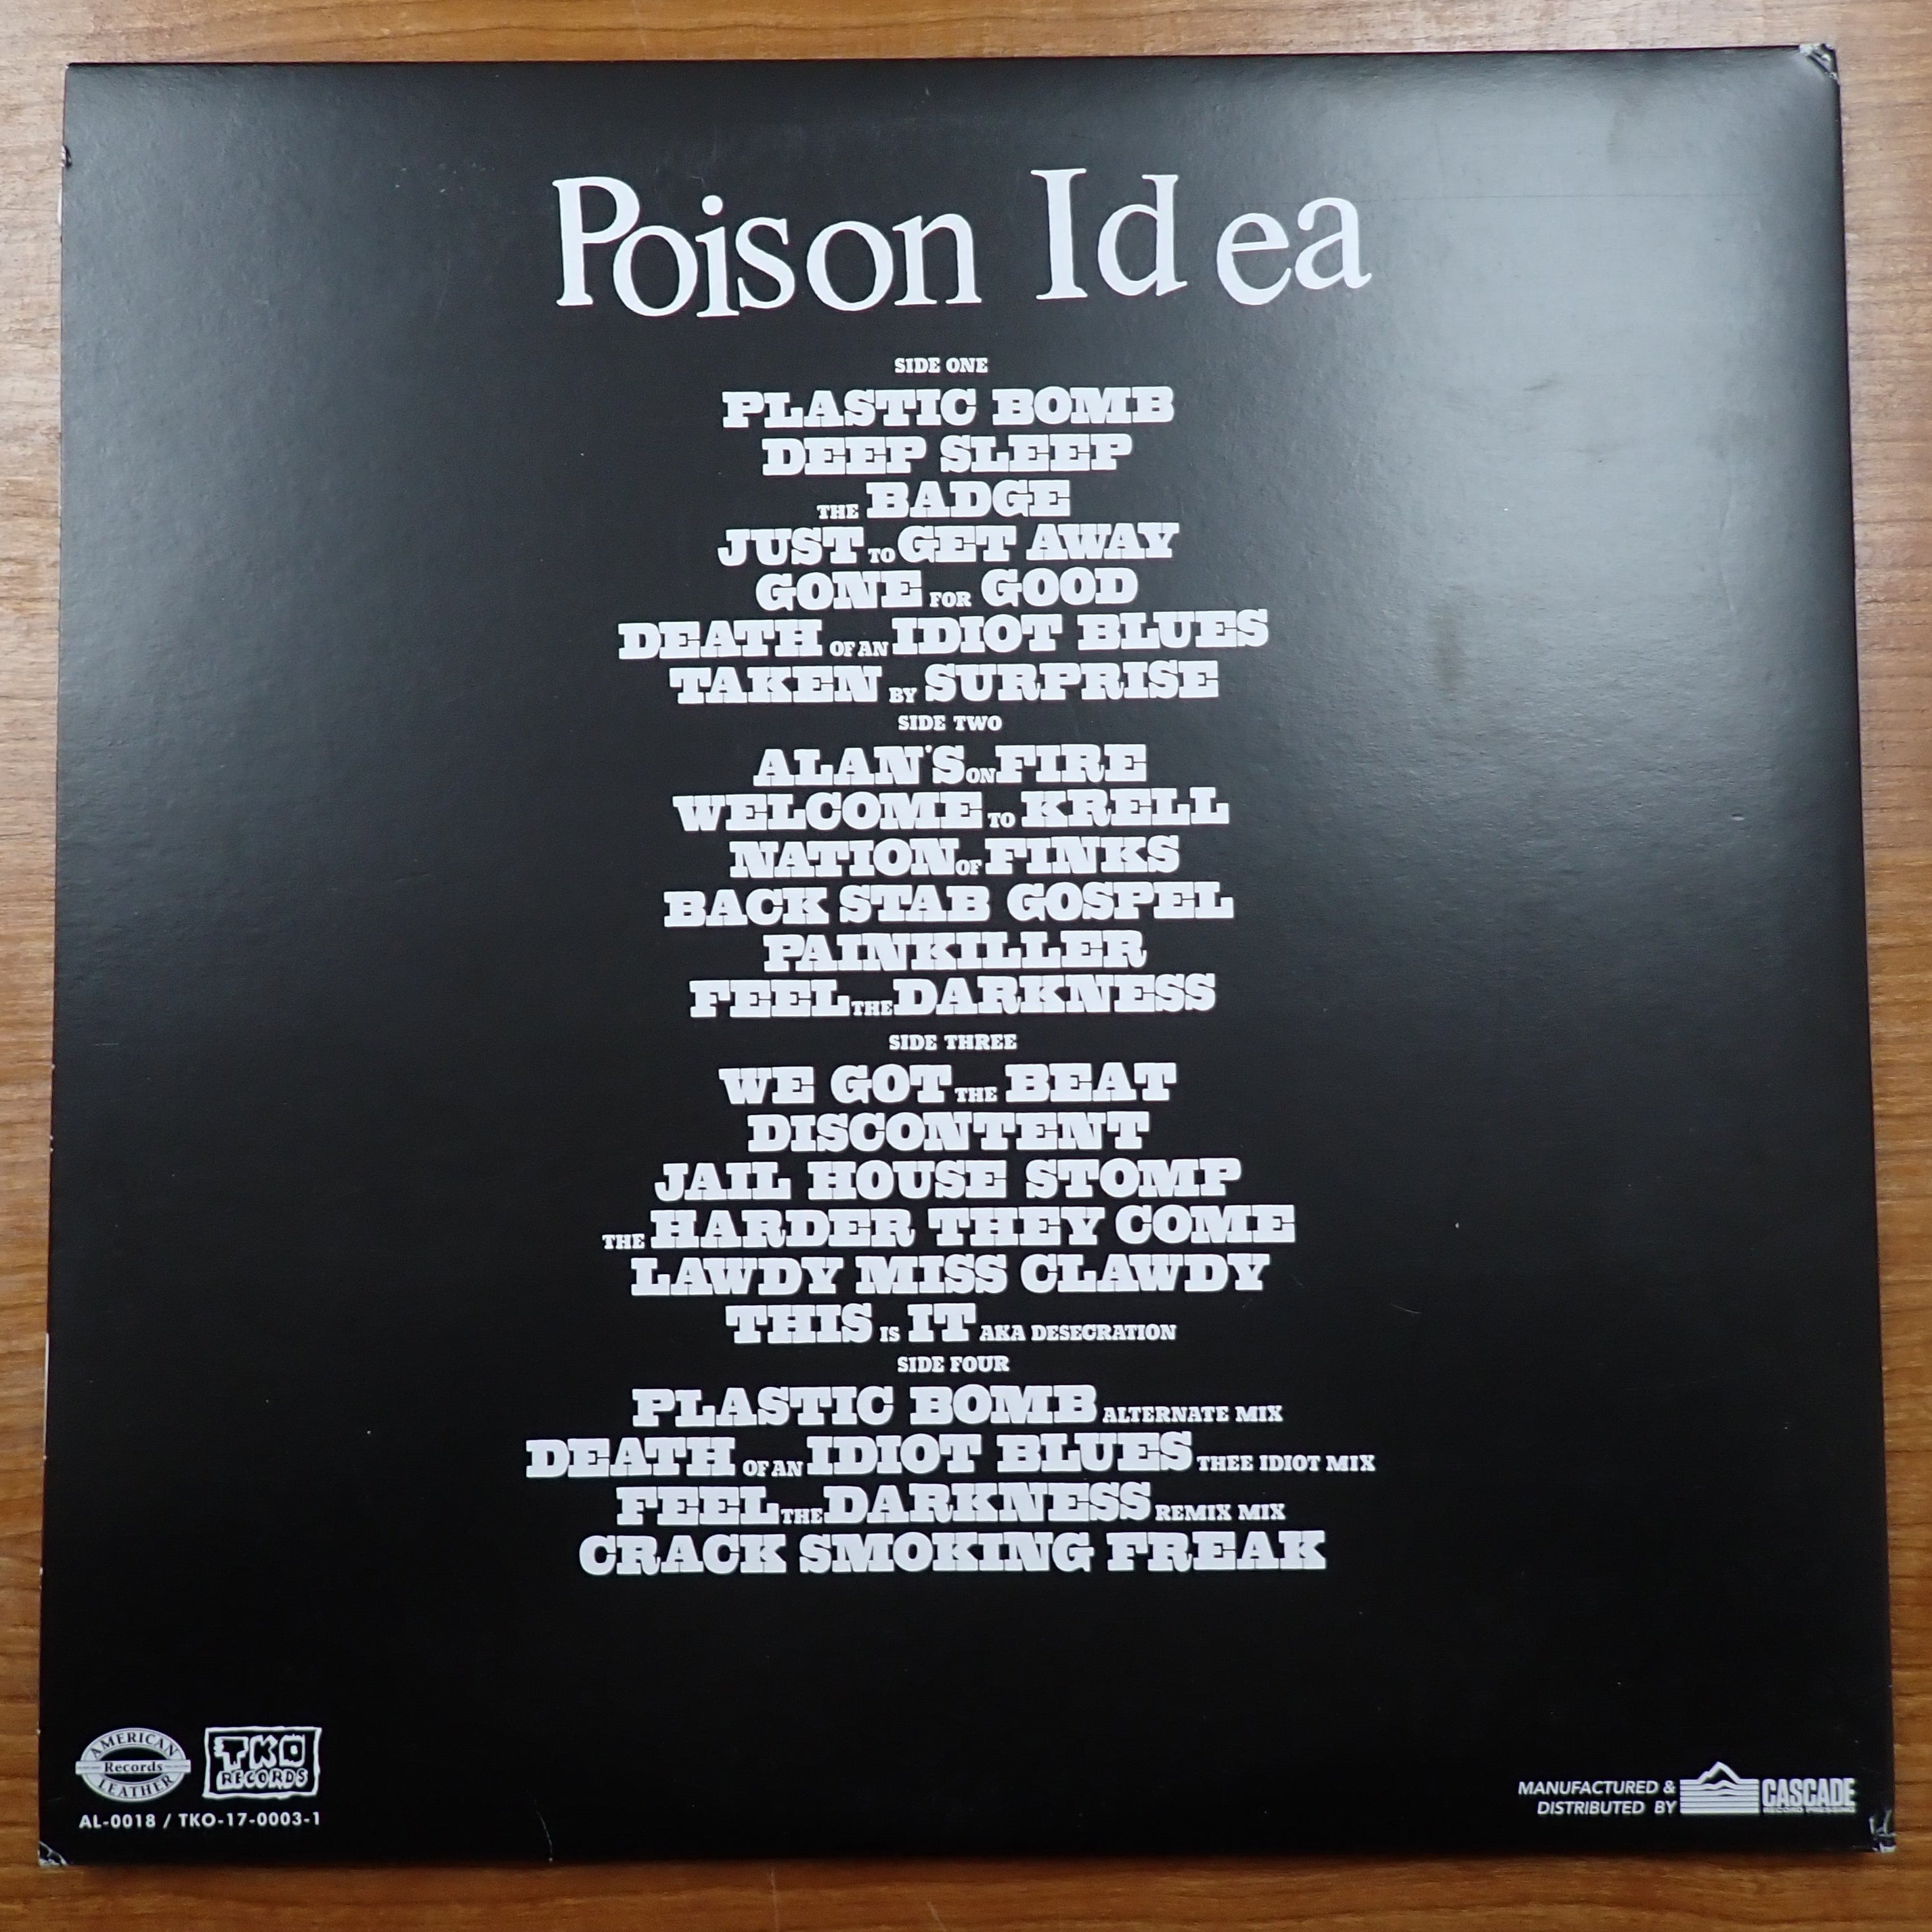 Poison Idea
SIDE ONE
PLASTIC BOMB
DEEP SLEEP
THE BADGE
JUST TO GET AWAY
GONE FOR GOOD
DEATH OF AN IDIOT BLUES
TAKEN BY SURPRISE
SIDE TWO
ALAN'S ON FIRE
WELCOME TO KRELL
NATION OF FINKS
BACK STAB GOSPEL
PAINKILLER
FEEL THE DARKNESS
SIDE THREE
WE GOT THE BEAT
DISCONTENT
JAIL HOUSE STOMP
THE HARDER THEY COME
LAWDY MISS CLAWDY
THIS IS IT AKA DESECRATION
SIDE FOUR
PLASTIC BOMB ALTERNATE MIX
DEATH OF AN IDIOT BLUES THEE IDIOT MIX
FEEL THE DARKNESS REMIX MIX
CRACK SMOKING FREAK
AMERICAN
Records
LEATHER
TKO
RECORDS
AL-0018 / TKO-17-0003-1
MANUFACTURED &
DISTRIBUTED BY
CASCADE
RECORD PRESSING